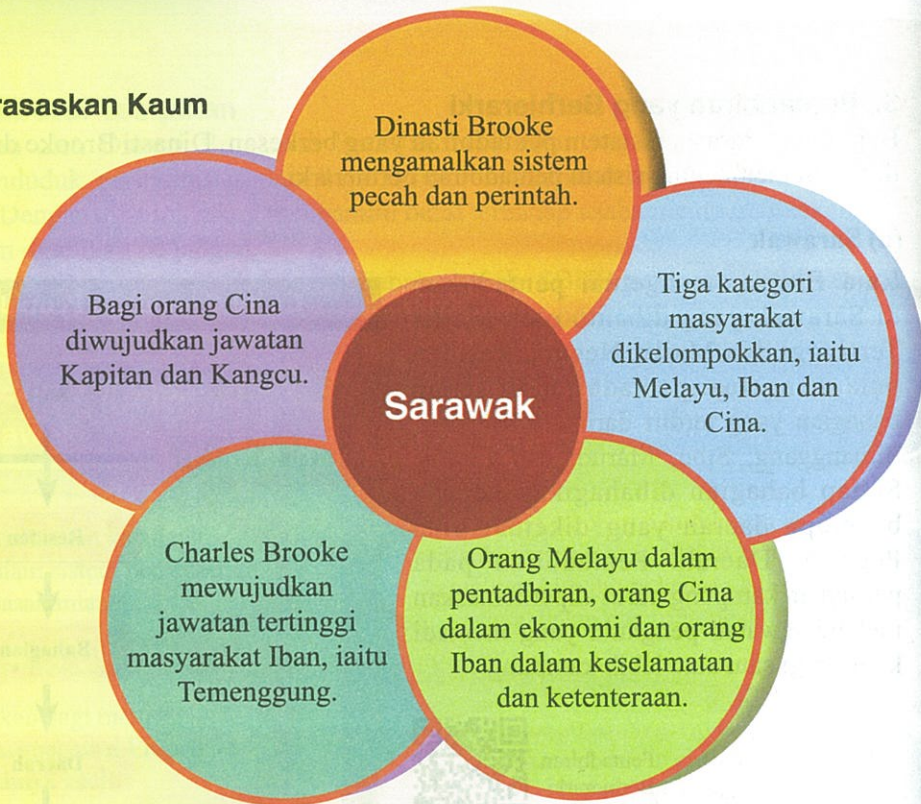 rasaskan Kaum
Dinasti Brooke
mengamalkan sistem
pecah dan perintah.
Tiga kategori
masyarakat
dikelompokkan, iaitu
Melayu, Iban dan
Cina.
Orang Melayu dalam
pentadbiran, orang Cina
dalam ekonomi dan orang
Iban dalam keselamatan
dan ketenteraan.
Charles Brooke
mewujudkan
jawatan tertinggi
masyarakat Iban, iaitu
Temenggung.
Bagi orang Cina
diwujudkan jawatan
Kapitan dan Kangcu.
Sarawak